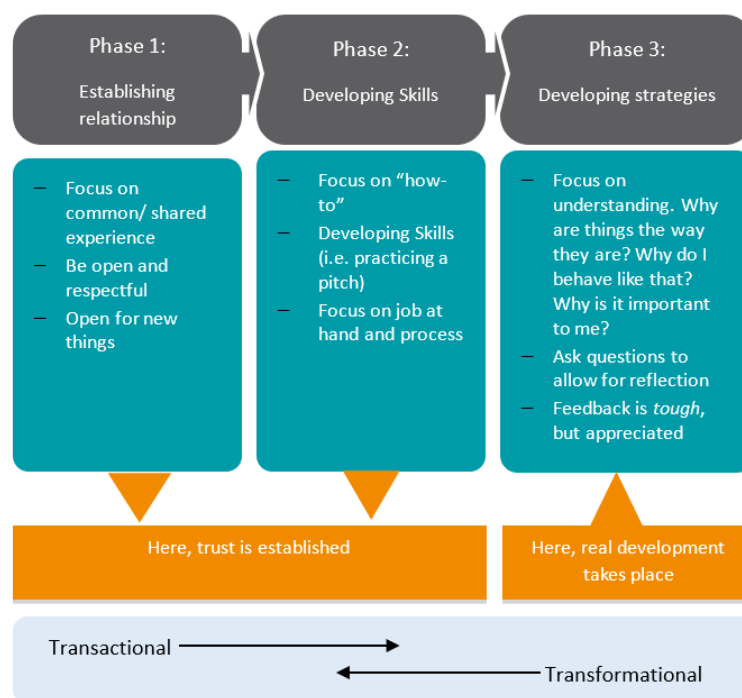 Phase 1:
Establishing
relationship
Phase 2:
Developing Skills
Phase 3:
Developing strategies
– Focus on
common/ shared
experience
– Be open and
respectful
– Open for new
things
– Focus on “how-
to”
– Developing Skills
(i.e. practicing a
pitch)
– Focus on job at
hand and process
– Focus on
understanding. Why
are things the way
they are? Why do I
behave like that?
Why is it important
to me?
– Ask questions to
allow for reflection
– Feedback is tough,
but appreciated
Here, trust is established
Here, real development
takes place
Transactional
Transformational